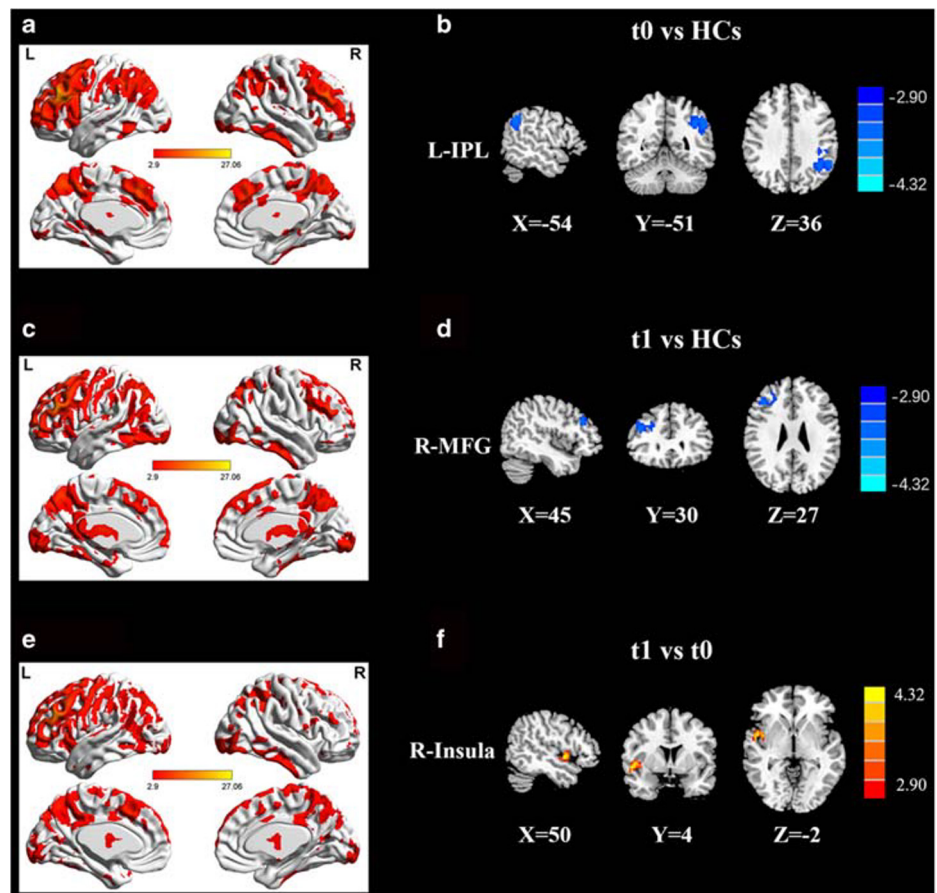 a
L R
2.9 27.06
b
t0 vs HCs
L-IPL
X=-54 Y=-51 Z=36
-2.90
-4.32
c
L R
2.9 27.06
d
t1 vs HCs
R-MFG
X=45 Y=30 Z=27
-2.90
-4.32
e
L R
2.9 27.06
f
t1 vs t0
R-Insula
X=50 Y=4 Z=-2
4.32
2.90